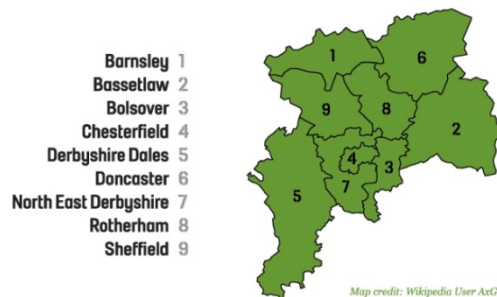 Barnsley 1
Bassetlaw 2
Bolsover 3
Chesterfield 4
Derbyshire Dales 5
Doncaster 6
North East Derbyshire 7
Rotherham 8
Sheffield 9
1
6
9
8
2
4
3
7
5
Map credit: Wikipedia User AxG